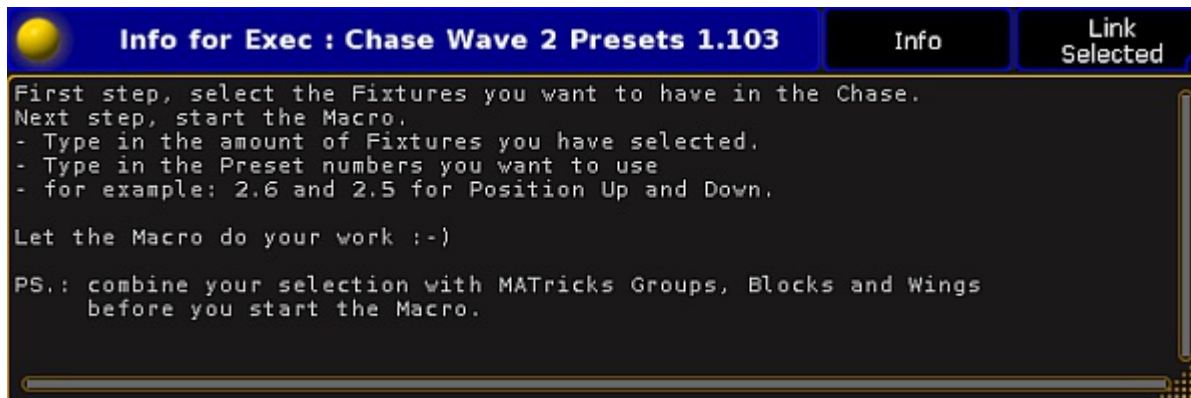 Info for Exec : Chase Wave 2 Presets 1.103
Info
Link
Selected
First step, select the Fixtures you want to have in the Chase.
Next step, start the Macro.
- Type in the amount of Fixtures you have selected.
- Type in the Preset numbers you want to use
- for example: 2.6 and 2.5 for Position Up and Down.
Let the Macro do your work :-)
PS.: combine your selection with MATricks Groups, Blocks and Wings
before you start the Macro.